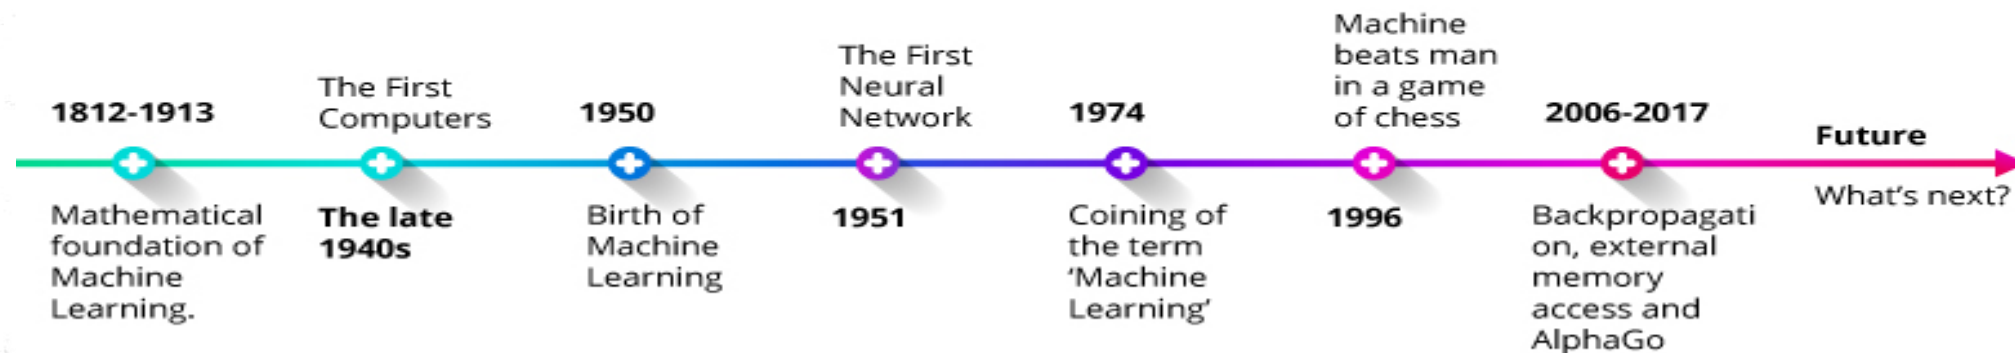 1812-1913
Mathematical
foundation of
Machine
Learning.
The First
Computers
The late
1940s
1950
Birth of
Machine
Learning
The First
Neural
Network
1951
1974
Coining of
the term
‘Machine
Learning’
Machine
beats man
in a game
of chess
1996
2006-2017
Backpropagati
on, external
memory
access and
AlphaGo
Future
What’s next?